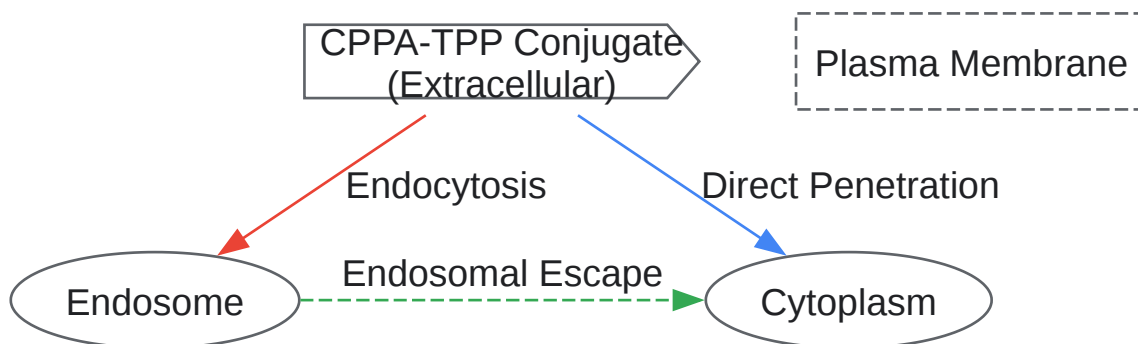 CPPA-TPP Conjugate
(Extracellular)
Plasma Membrane
Endocytosis
Direct Penetration
Endosomal Escape
Endosome
Cytoplasm